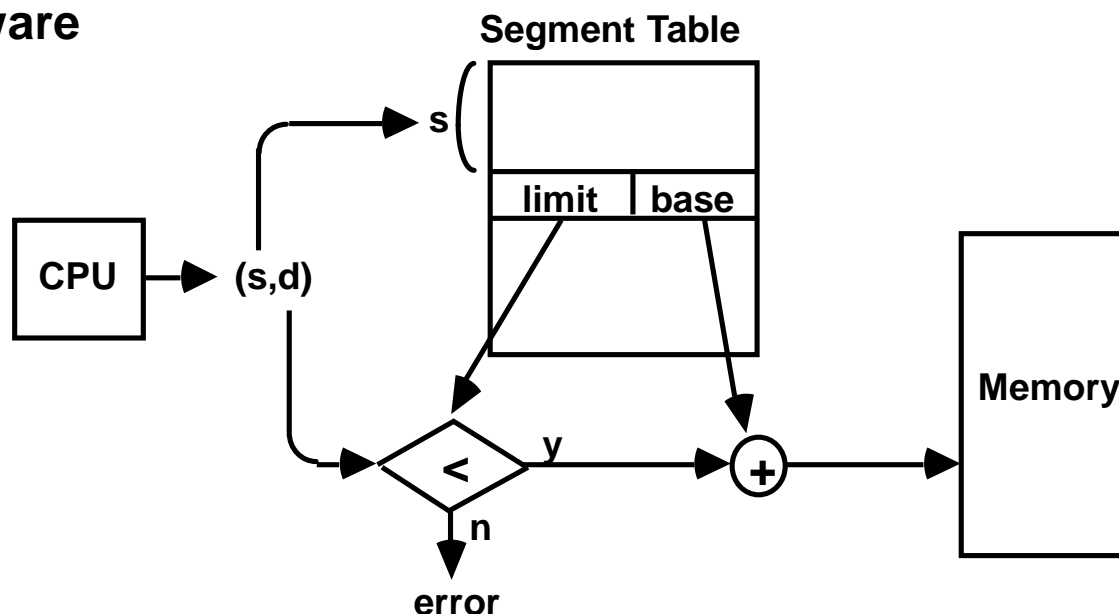 ware
Segment Table
s
limit base
CPU
(s,d)
Memory
y
<
+
n
error